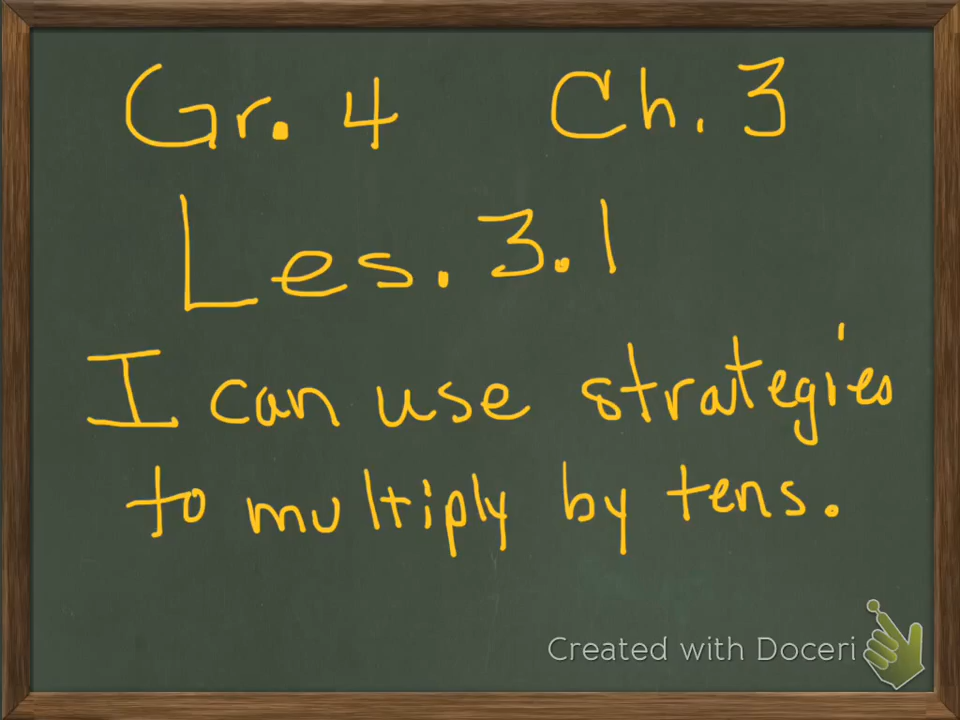 Gr. 4 Ch. 3
Les. 3.1
I can use strategies
to multiply by tens.
Created with Doceri